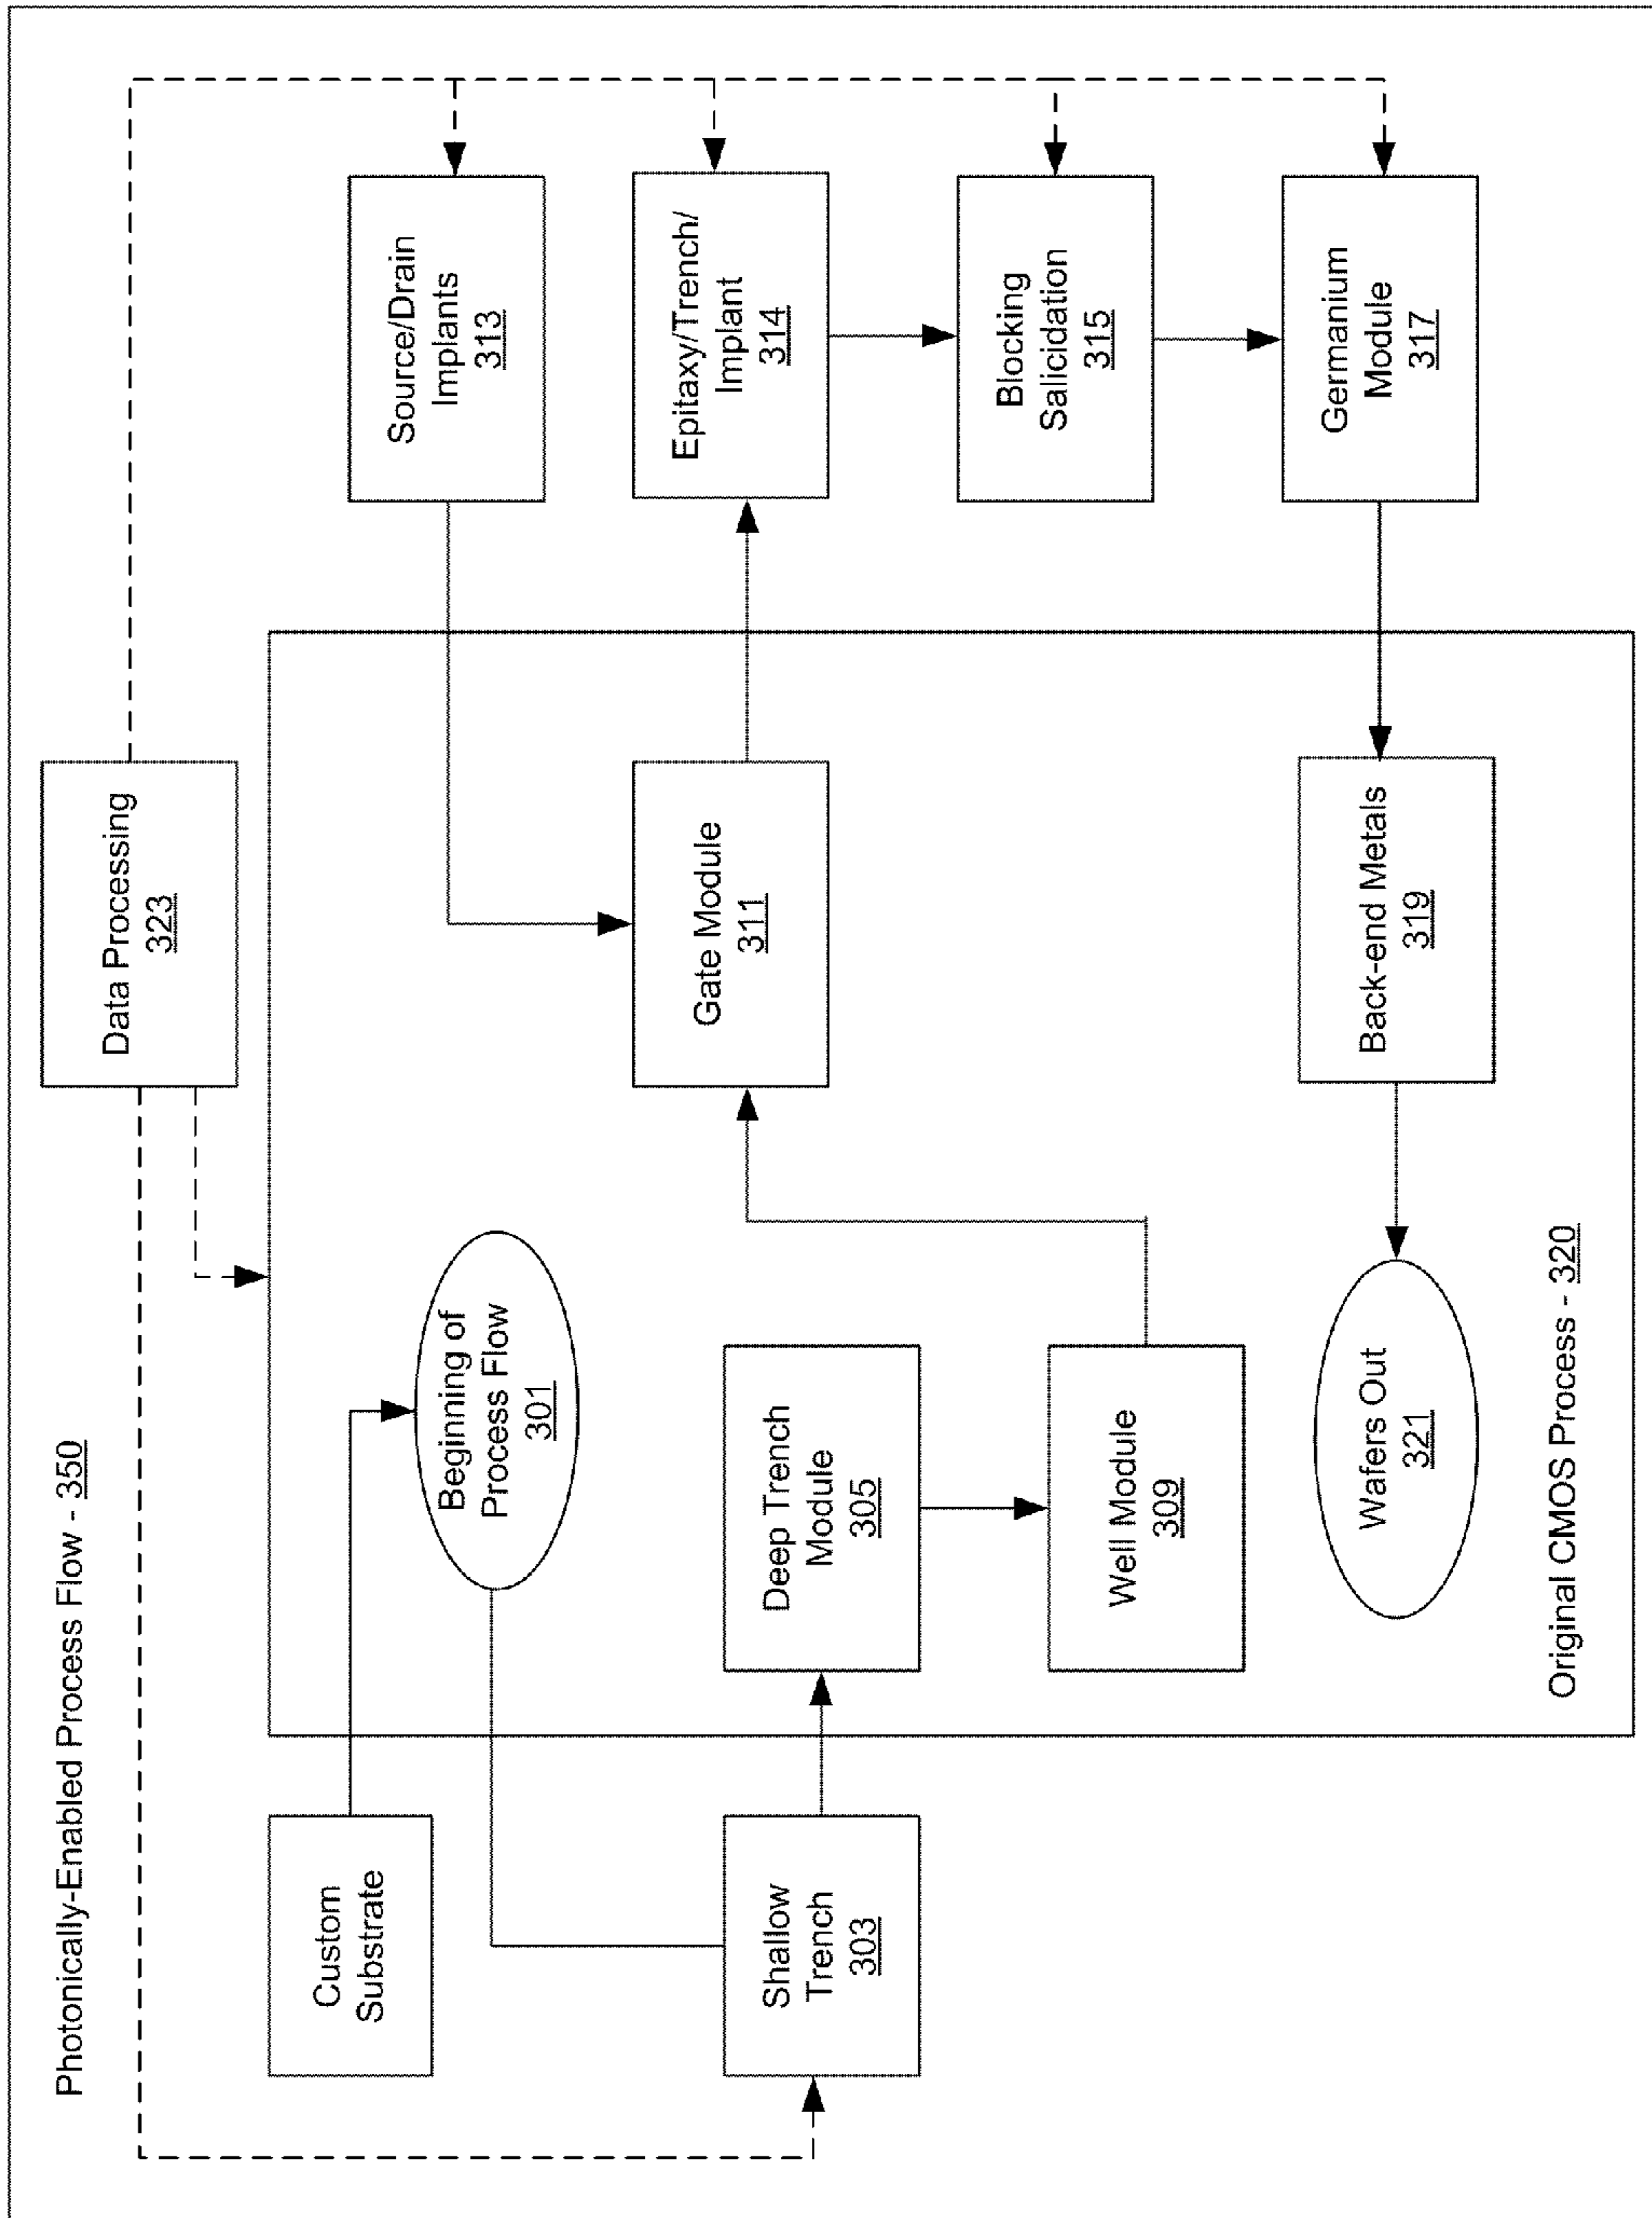 Photonically-Enabled Process Flow - 350
Data Processing
323
Custom
Substrate
Beginning of
Process Flow
301
Source/Drain
Implants
313
Shallow
Trench
303
Deep Trench
Module
305
Gate Module
311
Epitaxy/Trench/
Implant
314
Well Module
309
Blocking
Salicidation
315
Wafers Out
321
Back-end Metals
319
Germanium
Module
317
Original CMOS Process - 320